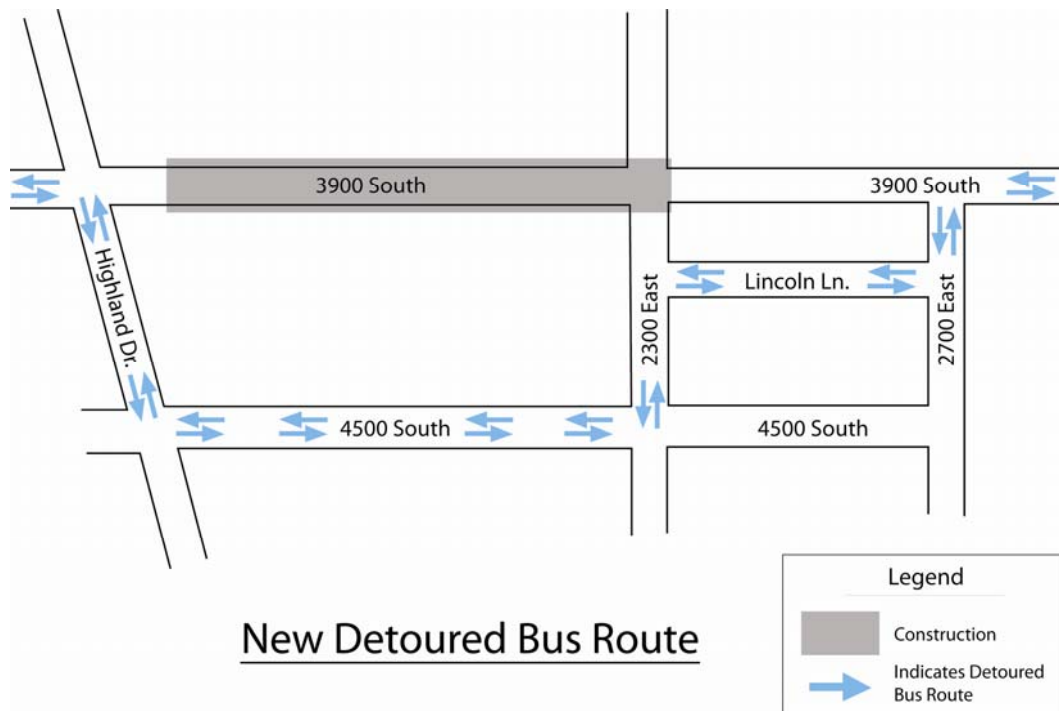 3900 South
3900 South
Highland Dr.
2300 East
Lincoln Ln.
2700 East
4500 South
4500 South
New Detoured Bus Route
Legend
Construction
Indicates Detoured
Bus Route